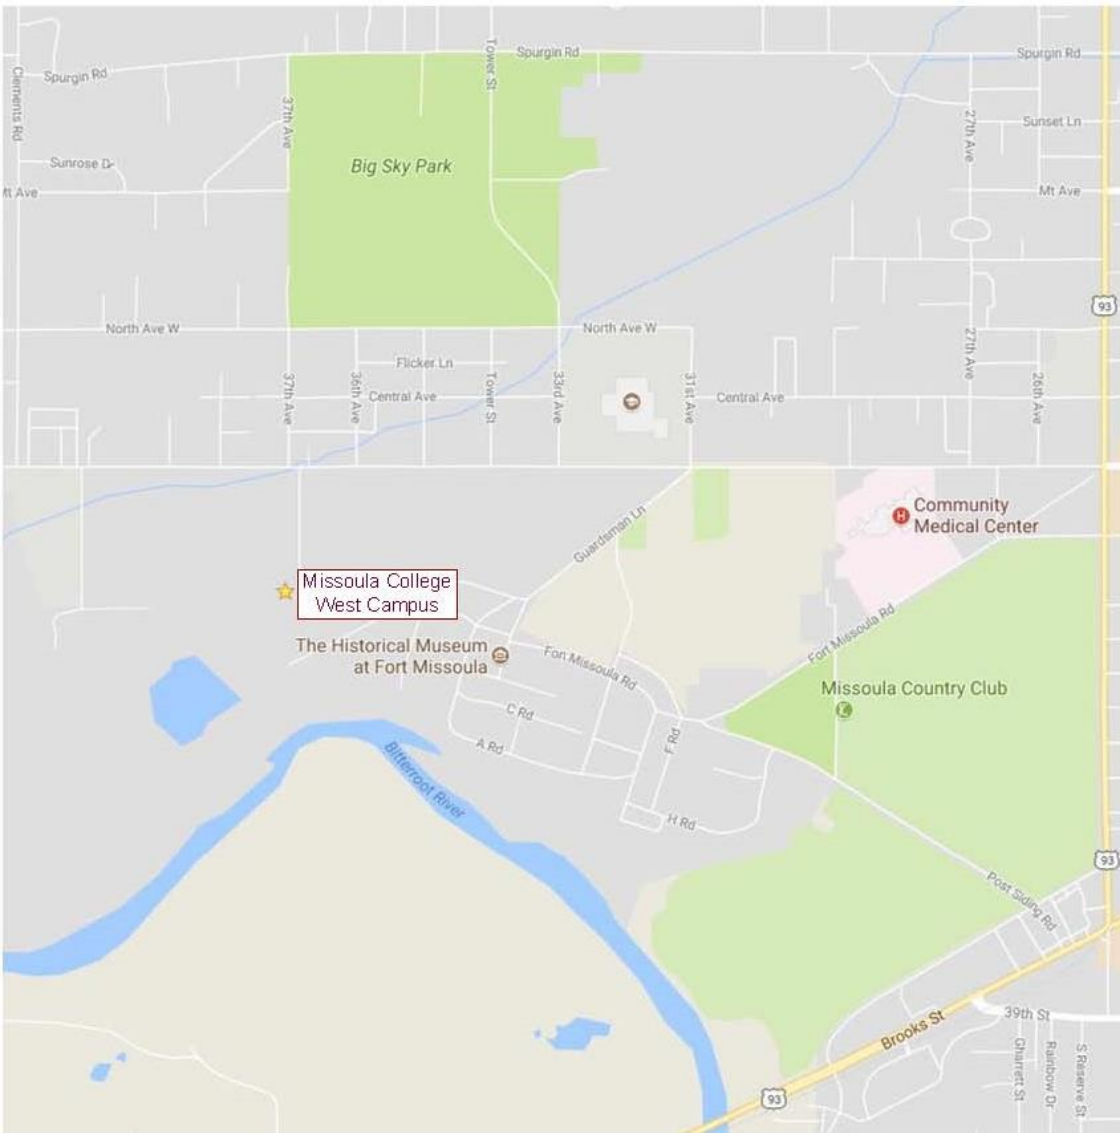 Spurgin Rd
Tower St
Spurgin Rd
Spurgin Rd
Clements Rd
37th Ave
27th Ave
Sunset Ln
Sunrose D
Big Sky Park
Mt Ave
Mt Ave
93
North Ave W
North Ave W
27th Ave
Flicker Ln
37th Ave
36th Ave
Central Ave
Tower St
33rd Ave
31st Ave
Central Ave
26th Ave
Community
Medical Center
H
Guardsman Ln
Missoula College
West Campus
The Historical Museum
at Fort Missoula
Fort Missoula Rd
Fort Missoula Rd
Missoula Country Club
C Rd
A Rd
F Rd
H Rd
Bitterroot River
93
Post Siding Rd
Brooks St
39th St
Gharrett St
Rainbow Dr
S Reserve St
93